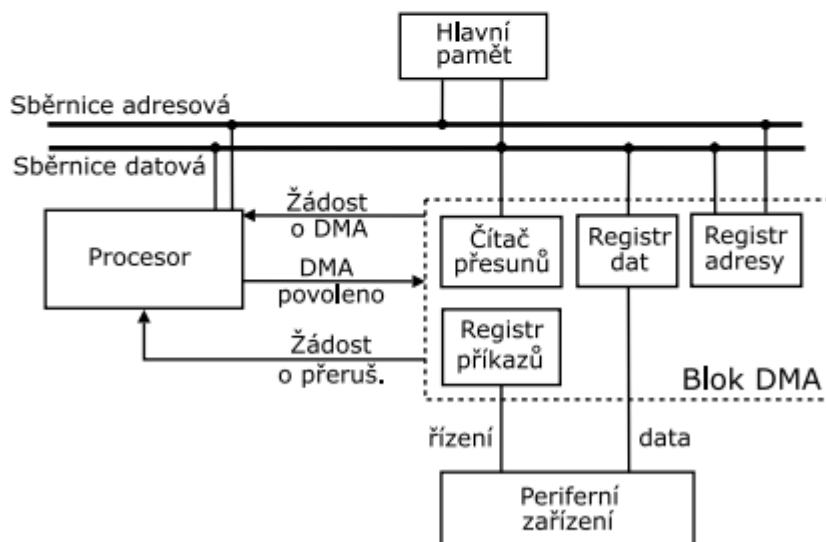 Hlavní
pamět
Sběrnice adresová
Sběrnice datová
Procesor
Žádost
o DMA
DMA
povoleno
Žádost
o přeruš.
Čítač
přesunů
Registr
dat
Registr
adresy
Registr
příkazů
Blok DMA
řízení
data
Periferní
zařízení